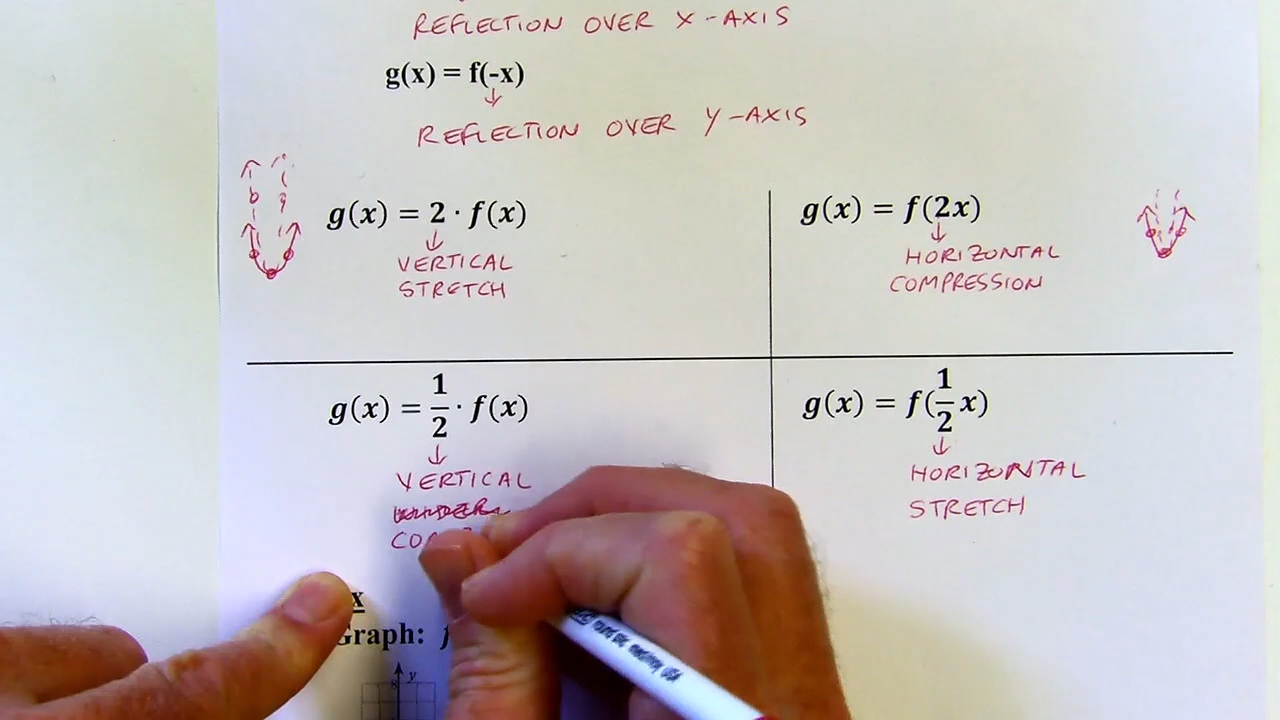 REFLECTION OVER X-AXIS
g(x) = f(-x)
REFLECTION OVER Y-AXIS
g(x) = 2 · f(x)
VERTICAL
STRETCH
g(x) = f(2x)
HORIZONTAL
COMPRESSION
g(x) = 1/2 · f(x)
VERTICAL
g(x) = f(1/2 x)
HORIZONTAL
STRETCH
x
Graph:
y
8